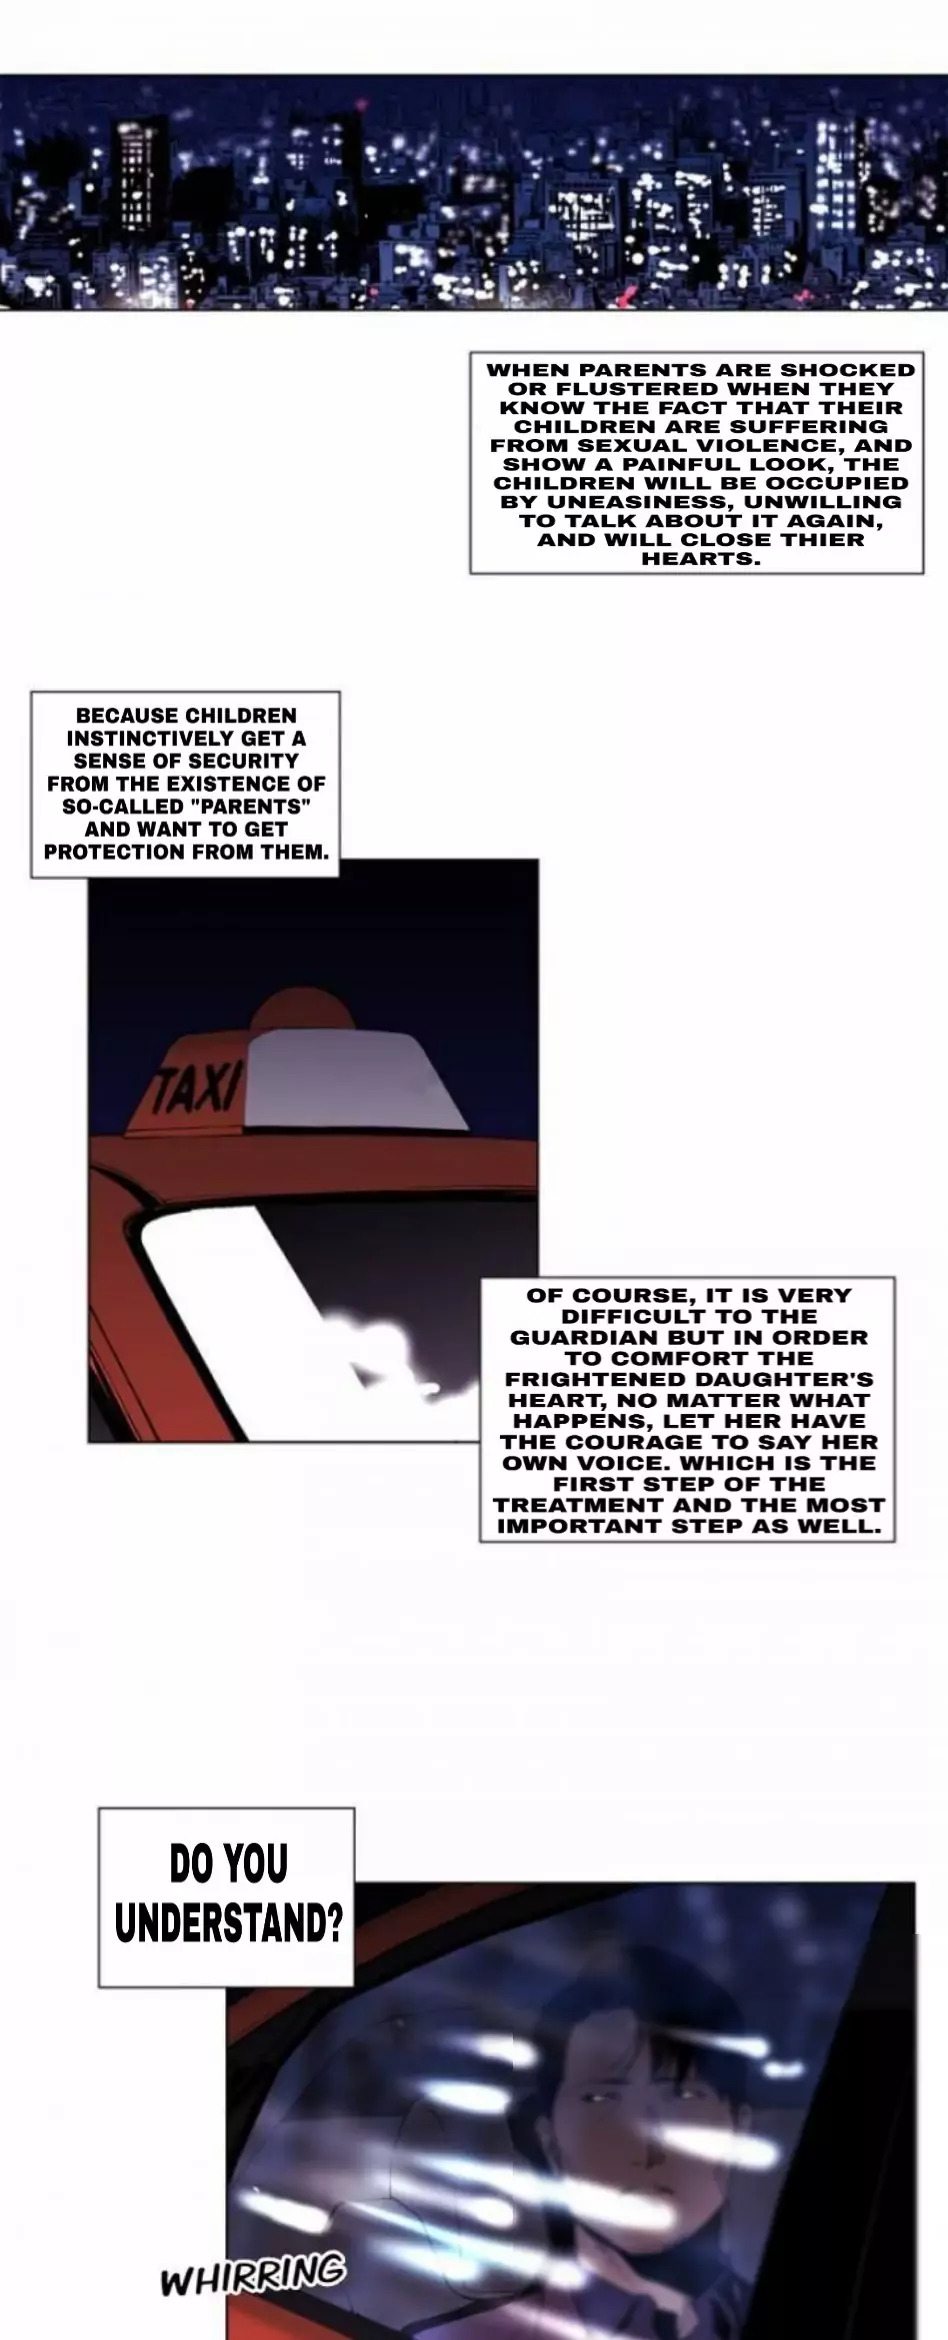 WHEN PARENTS ARE SHOCKED
OR FLUSTERED WHEN THEY
KNOW THE FACT THAT THEIR
CHILDREN ARE SUFFERING
FROM SEXUAL VIOLENCE, AND
SHOW A PAINFUL LOOK, THE
CHILDREN WILL BE OCCUPIED
BY UNEASINESS, UNWILLING
TO TALK ABOUT IT AGAIN,
AND WILL CLOSE THIER
HEARTS.
BECAUSE CHILDREN
INSTINCTIVELY GET A
SENSE OF SECURITY
FROM THE EXISTENCE OF
SO-CALLED "PARENTS"
AND WANT TO GET
PROTECTION FROM THEM.
TAXI
OF COURSE, IT IS VERY
DIFFICULT TO THE
GUARDIAN BUT IN ORDER
TO COMFORT THE
FRIGHTENED DAUGHTER'S
HEART, NO MATTER WHAT
HAPPENS, LET HER HAVE
THE COURAGE TO SAY HER
OWN VOICE. WHICH IS THE
FIRST STEP OF THE
TREATMENT AND THE MOST
IMPORTANT STEP AS WELL.
DO YOU
UNDERSTAND?
WHIRRING